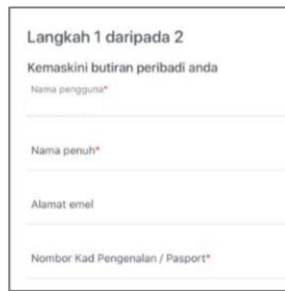 Langkah 1 daripada 2
Kemaskini butiran peribadi anda
Nama pengguna*
Nama penuh*
Alamat emel
Nombor Kad Pengenalan / Pasport*